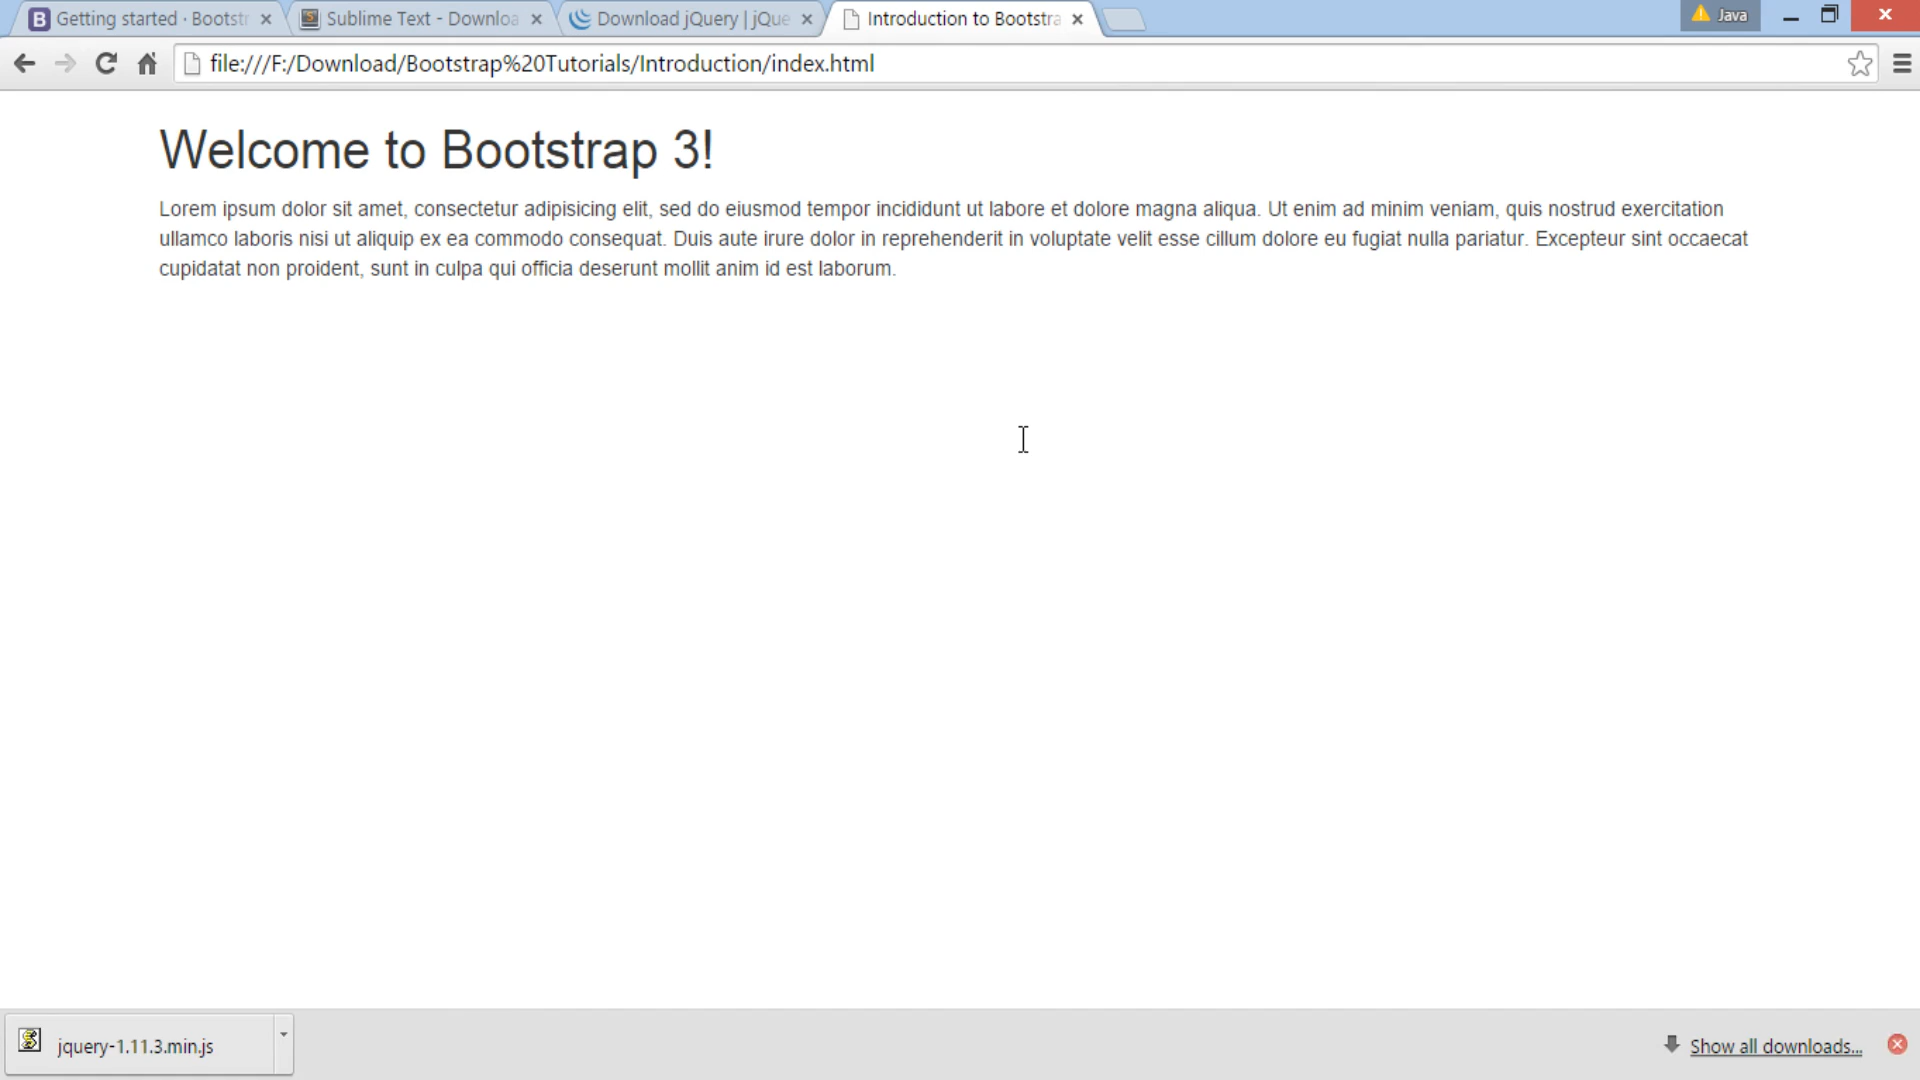 Getting started · Bootstr
Sublime Text - Downloa
Download jQuery | jQue
Introduction to Bootstra
Java
file:///F:/Download/Bootstrap%20Tutorials/Introduction/index.html
Welcome to Bootstrap 3!
Lorem ipsum dolor sit amet, consectetur adipisicing elit, sed do eiusmod tempor incididunt ut labore et dolore magna aliqua. Ut enim ad minim veniam, quis nostrud exercitation
ullamco laboris nisi ut aliquip ex ea commodo consequat. Duis aute irure dolor in reprehenderit in voluptate velit esse cillum dolore eu fugiat nulla pariatur. Excepteur sint occaecat
cupidatat non proident, sunt in culpa qui officia deserunt mollit anim id est laborum.
jquery-1.11.3.min.js
Show all downloads...